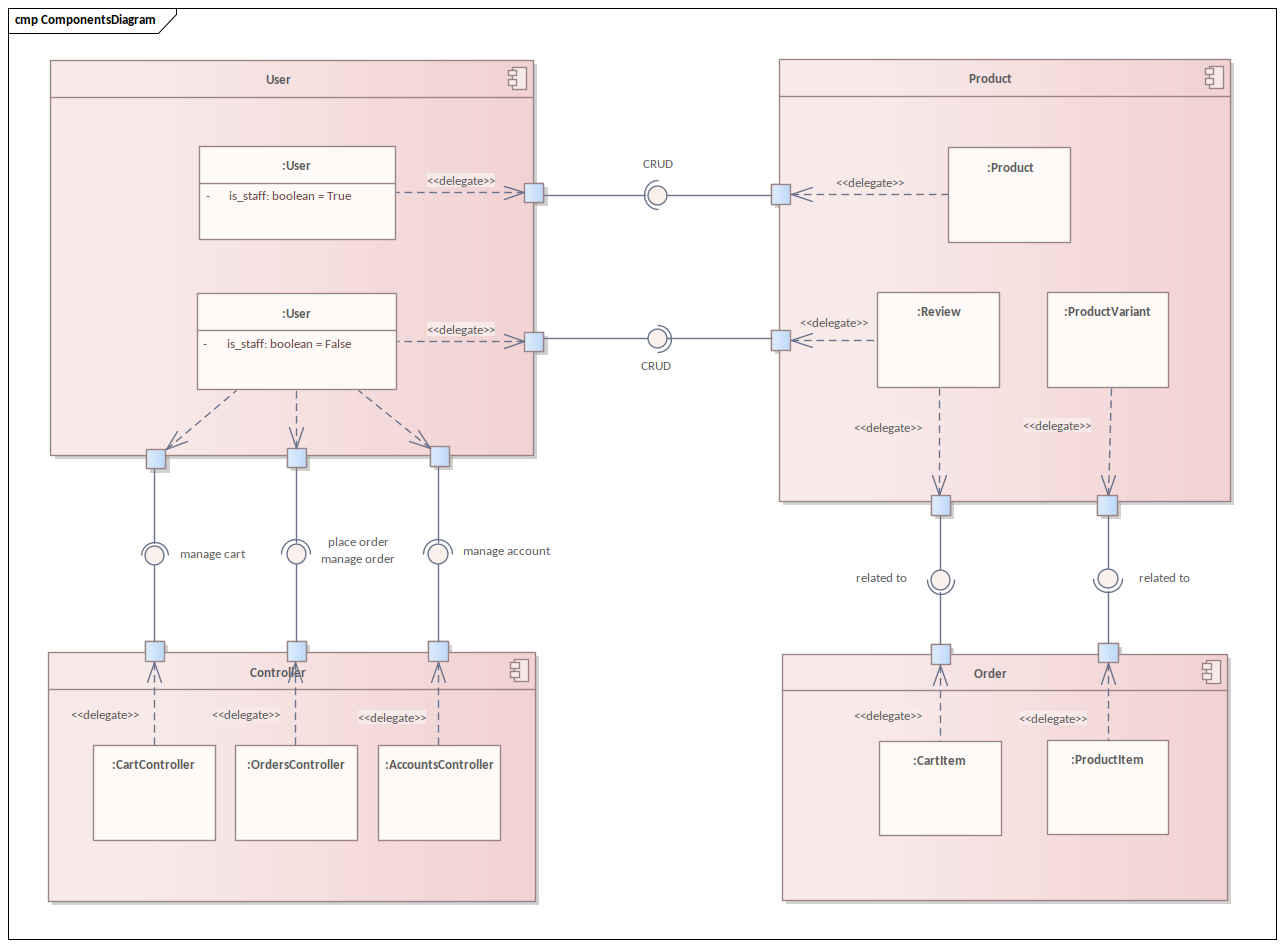 cmp ComponentsDiagram
User
:User
- is_staff: boolean = True
<<delegate>>
:User
- is_staff: boolean = False
<<delegate>>
CRUD
CRUD
Product
:Product
<<delegate>>
:Review
<<delegate>>
:ProductVariant
<<delegate>>
<<delegate>>
manage cart
place order
manage order
manage account
related to
related to
Controller
<<delegate>>
<<delegate>>
<<delegate>>
:CartController
:OrdersController
:AccountsController
Order
<<delegate>>
<<delegate>>
:CartItem
:ProductItem